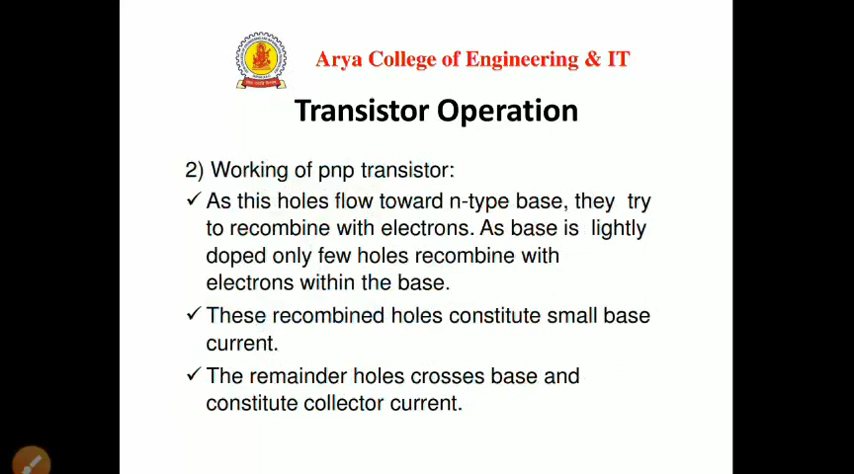 Arya College of Engineering & IT
Transistor Operation
2) Working of pnp transistor:
✓ As this holes flow toward n-type base, they try
to recombine with electrons. As base is lightly
doped only few holes recombine with
electrons within the base.
✓ These recombined holes constitute small base
current.
✓ The remainder holes crosses base and
constitute collector current.